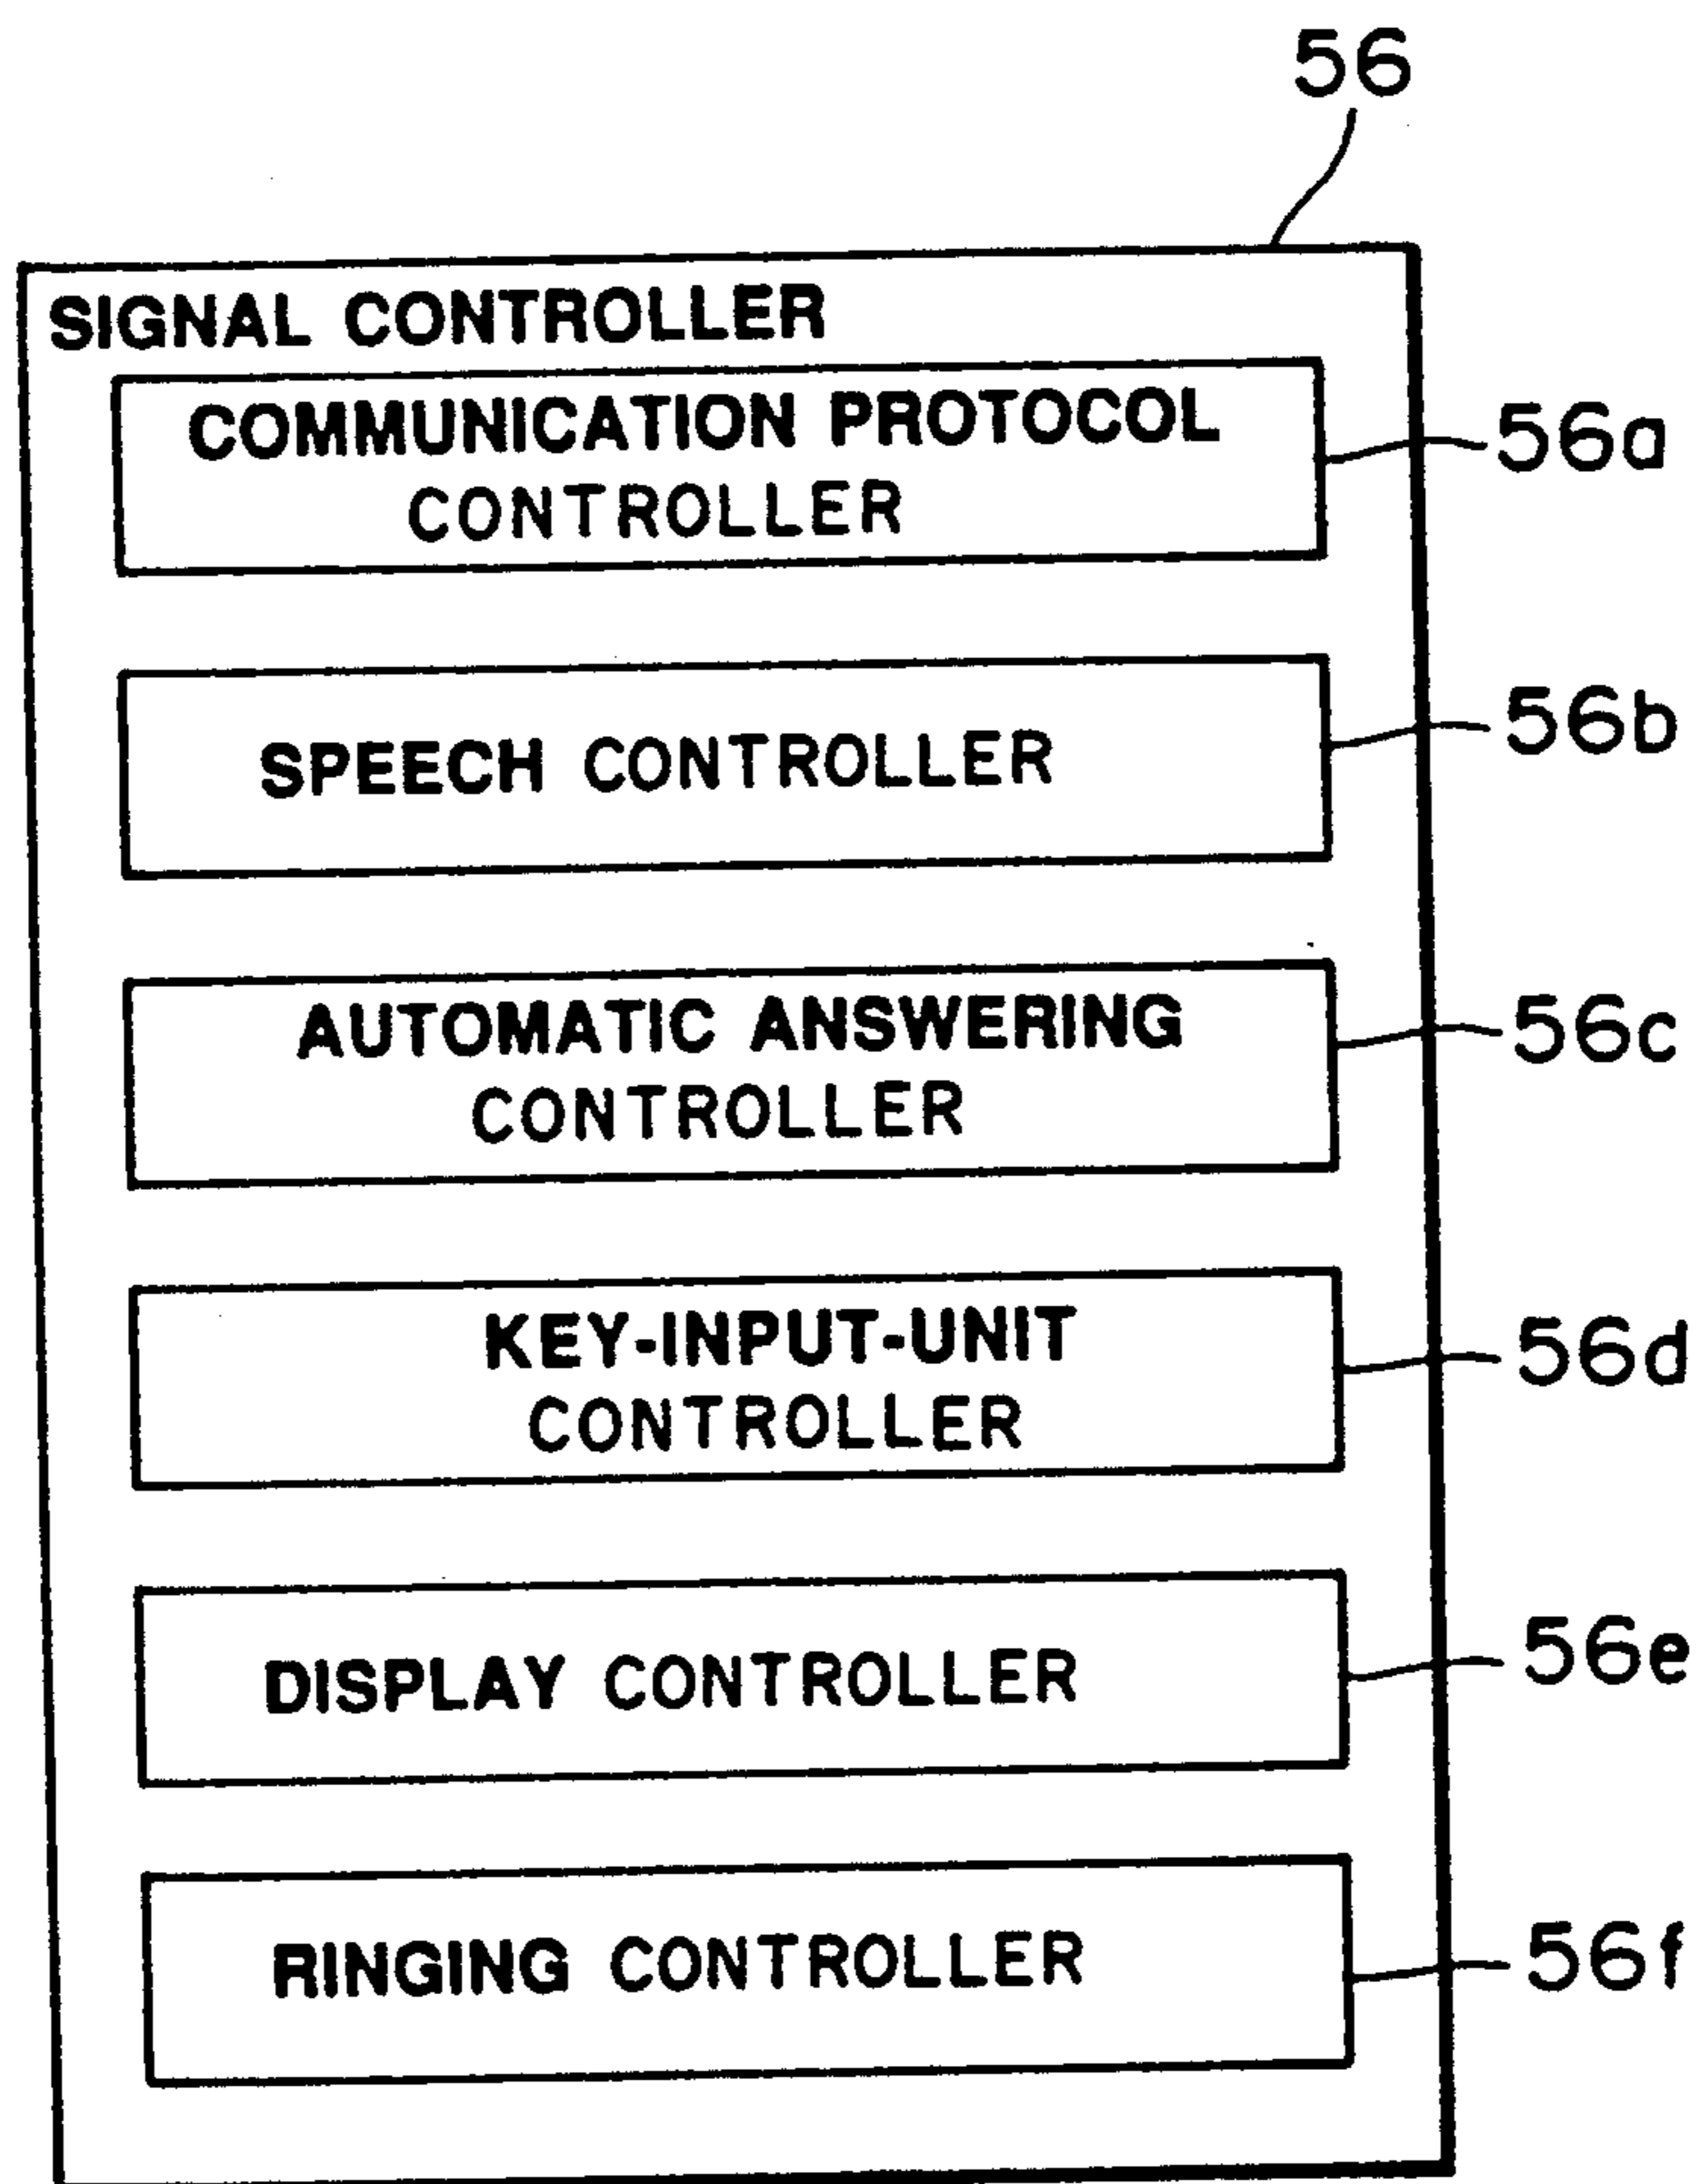 56
SIGNAL CONTROLLER
COMMUNICATION PROTOCOL
CONTROLLER
56a
SPEECH CONTROLLER
56b
AUTOMATIC ANSWERING
CONTROLLER
56c
KEY-INPUT-UNIT
CONTROLLER
56d
DISPLAY CONTROLLER
56e
RINGING CONTROLLER
56f